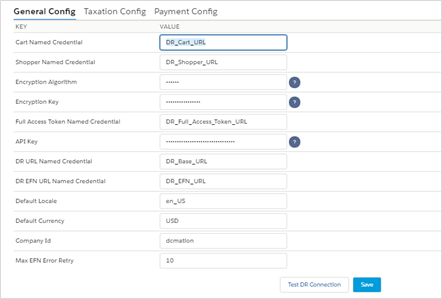 General Config Taxation Config Payment Config
KEY VALUE
Cart Named Credential DR_Cart_URL
Shopper Named Credential DR_Shopper_URL
Encryption Algorithm •••••• ?
Encryption Key •••••••••••••••• ?
Full Access Token Named Credential DR_Full_Access_Token_URL
API Key •••••••••••••••••••••••••••••••• ?
DR URL Named Credential DR_Base_URL
DR EFN URL Named Credential DR_EFN_URL
Default Locale en_US
Default Currency USD
Company Id dcmation
Max EFN Error Retry 10
Test DR Connection Save